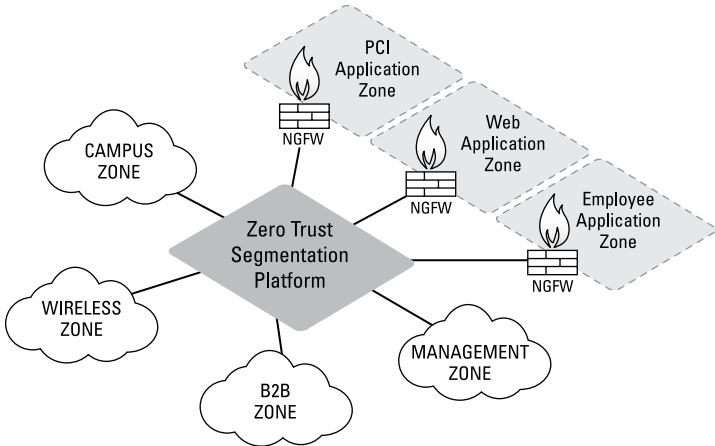 PCI
Application
Zone
NGFW
Web
Application
Zone
NGFW
Employee
Application
Zone
NGFW
CAMPUS
ZONE
Zero Trust
Segmentation
Platform
WIRELESS
ZONE
B2B
ZONE
MANAGEMENT
ZONE